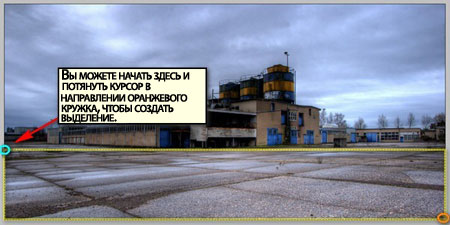 Вы можете начать здесь и
потянуть курсор в
направлении оранжевого
кружка, чтобы создать
выделение.